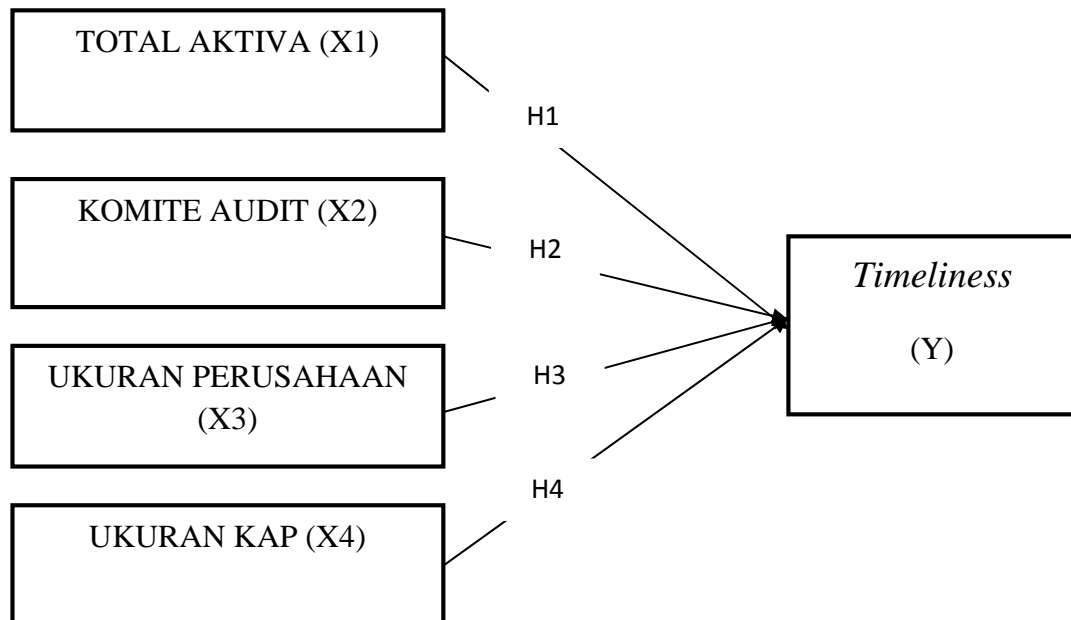 TOTAL AKTIVA (X1)
H1
KOMITE AUDIT (X2)
H2
Timeliness
(Y)
UKURAN PERUSAHAAN
(X3)
H3
H4
UKURAN KAP (X4)